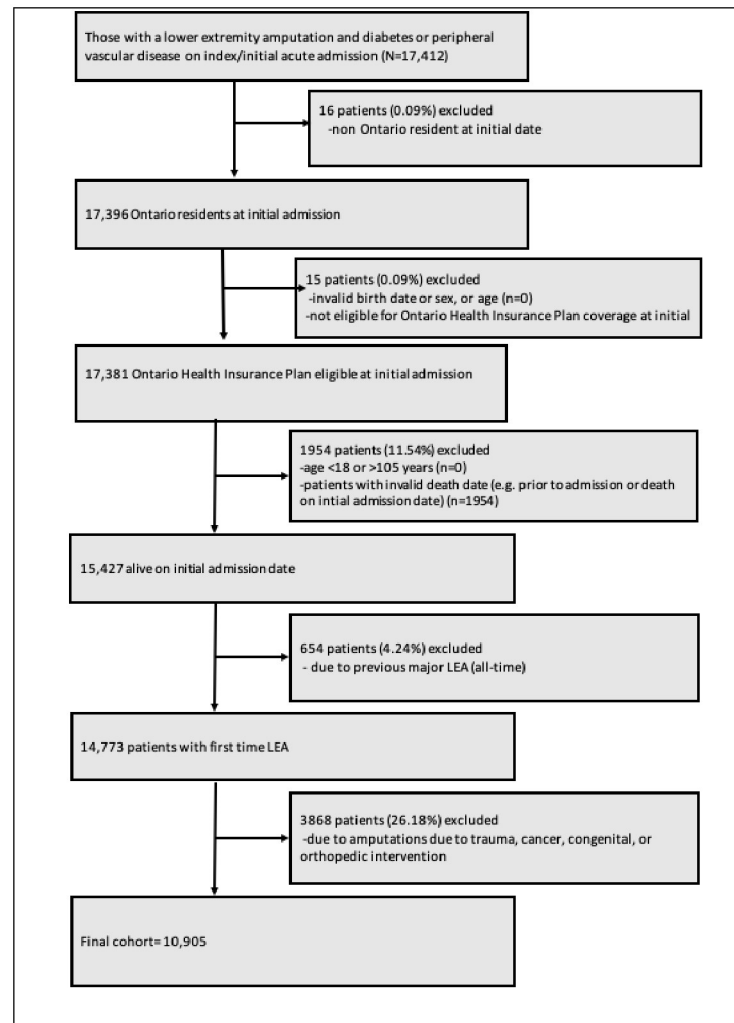 Those with a lower extremity amputation and diabetes or peripheral
vascular disease on index/initial acute admission (N=17,412)
16 patients (0.09%) excluded
-non Ontario resident at initial date
17,396 Ontario residents at initial admission
15 patients (0.09%) excluded
-invalid birth date or sex, or age (n=0)
-not eligible for Ontario Health Insurance Plan coverage at initial
17,381 Ontario Health Insurance Plan eligible at initial admission
1954 patients (11.54%) excluded
-age <18 or >105 years (n=0)
-patients with invalid death date (e.g. prior to admission or death
on intial admission date) (n=1954)
15,427 alive on initial admission date
654 patients (4.24%) excluded
- due to previous major LEA (all-time)
14,773 patients with first time LEA
3868 patients (26.18%) excluded
-due to amputations due to trauma, cancer, congenital, or
orthopedic intervention
Final cohort= 10,905